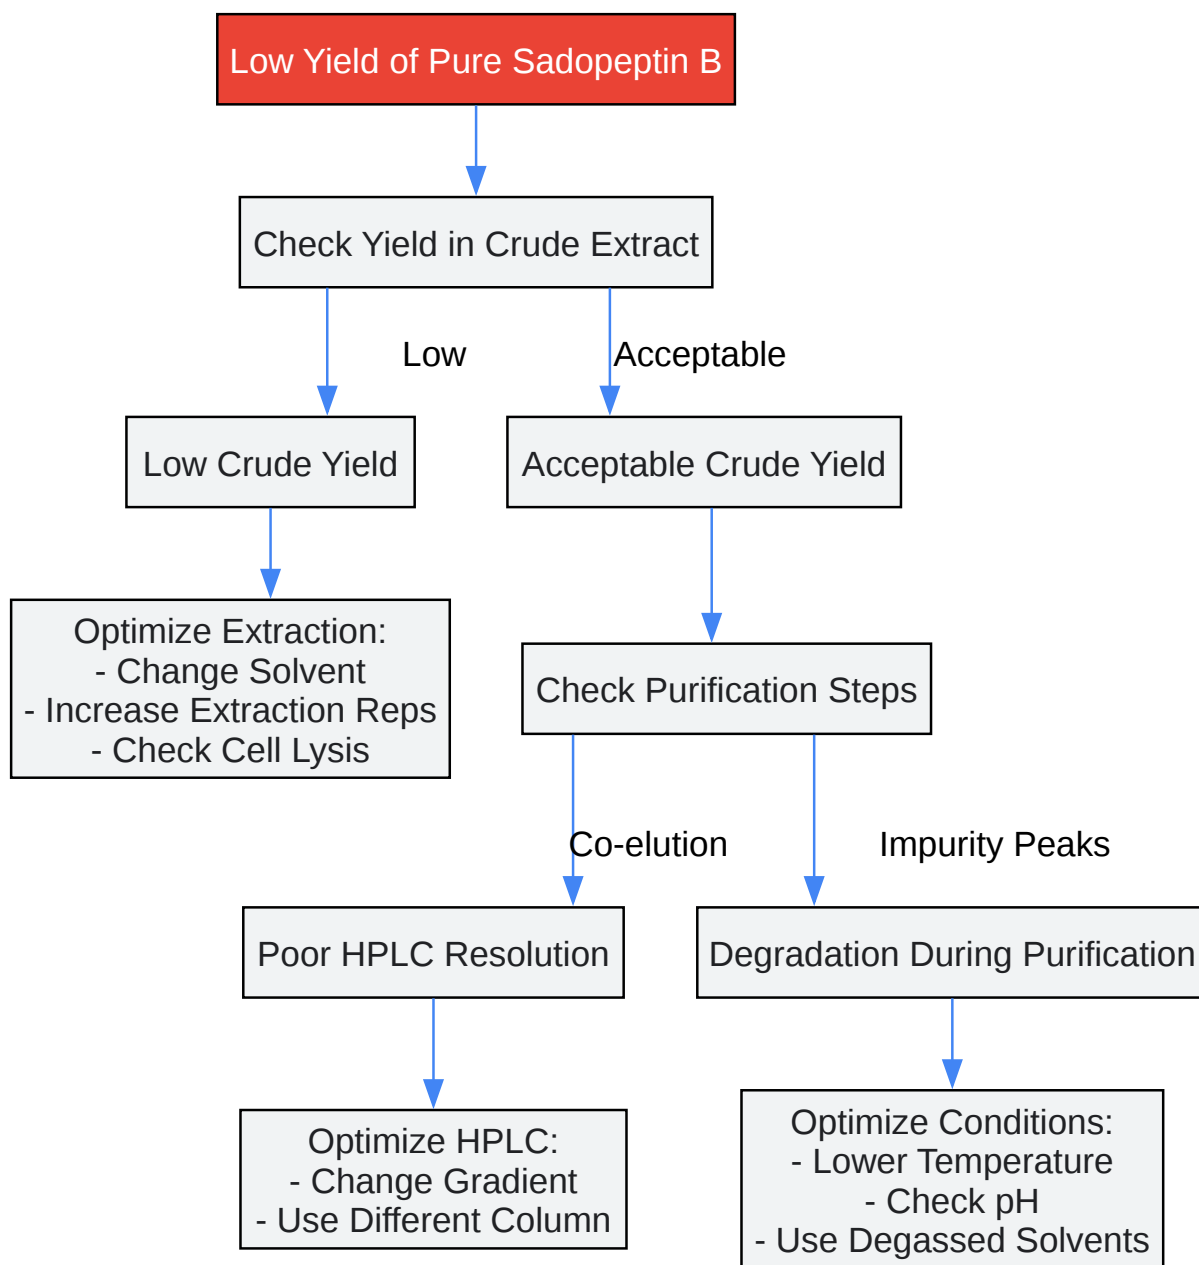 Low Yield of Pure Sadopeptin B
Check Yield in Crude Extract
Low
Acceptable
Low Crude Yield
Acceptable Crude Yield
Optimize Extraction:
- Change Solvent
- Increase Extraction Reps
- Check Cell Lysis
Check Purification Steps
Co-elution
Impurity Peaks
Poor HPLC Resolution
Degradation During Purification
Optimize HPLC:
- Change Gradient
- Use Different Column
Optimize Conditions:
- Lower Temperature
- Check pH
- Use Degassed Solvents